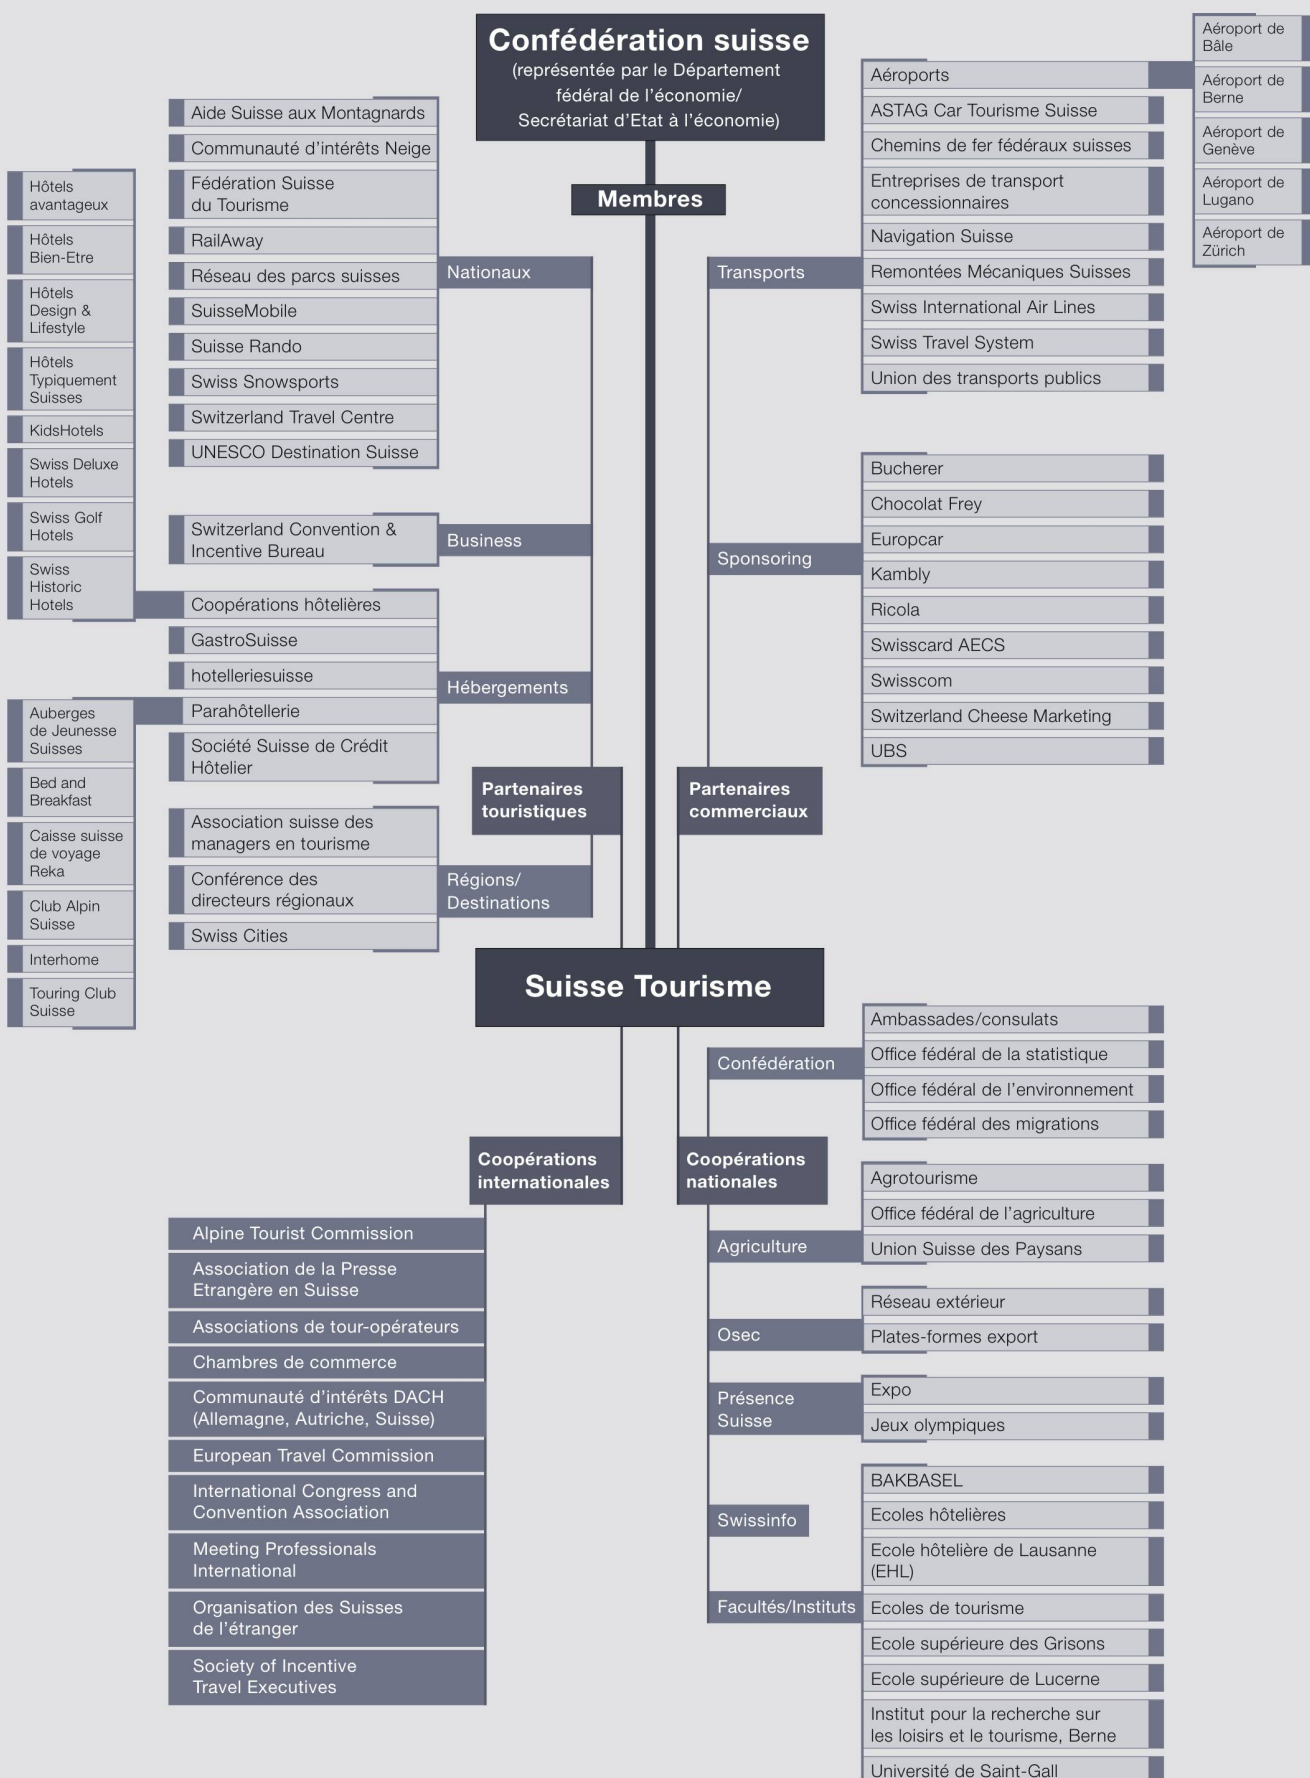 Confédération suisse
(représentée par le Département
fédéral de l'économie/
Secrétariat d'Etat à l'économie)
Membres
Aide Suisse aux Montagnards
Communauté d'intérêts Neige
Fédération Suisse
du Tourisme
RailAway
Réseau des parcs suisses
SuisseMobile
Suisse Rando
Swiss Snowsports
Switzerland Travel Centre
UNESCO Destination Suisse
Nationaux
Switzerland Convention &
Incentive Bureau
Business
Hôtels
avantageux
Hôtels
Bien-Etre
Hôtels
Design &
Lifestyle
Hôtels
Typiquement
Suisses
KidsHotels
Swiss Deluxe
Hotels
Swiss Golf
Hotels
Swiss
Historic
Hotels
Coopérations hôtelières
GastroSuisse
hotelleriesuisse
Parahôtellerie
Société Suisse de Crédit
Hôtelier
Hébergements
Auberges
de Jeunesse
Suisses
Bed and
Breakfast
Caisse suisse
de voyage
Reka
Club Alpin
Suisse
Interhome
Touring Club
Suisse
Association suisse des
managers en tourisme
Conférence des
directeurs régionaux
Swiss Cities
Régions/
Destinations
Partenaires
touristiques
Partenaires
commerciaux
Transports
Aéroports
ASTAG Car Tourisme Suisse
Chemins de fer fédéraux suisses
Entreprises de transport
concessionnaires
Navigation Suisse
Remontées Mécaniques Suisses
Swiss International Air Lines
Swiss Travel System
Union des transports publics
Aéroport de
Bâle
Aéroport de
Berne
Aéroport de
Genève
Aéroport de
Lugano
Aéroport de
Zürich
Sponsoring
Bucherer
Chocolat Frey
Europcar
Kambly
Ricola
Swisscard AECS
Swisscom
Switzerland Cheese Marketing
UBS
Suisse Tourisme
Coopérations
internationales
Alpine Tourist Commission
Association de la Presse
Etrangère en Suisse
Associations de tour-opérateurs
Chambres de commerce
Communauté d'intérêts DACH
(Allemagne, Autriche, Suisse)
European Travel Commission
International Congress and
Convention Association
Meeting Professionals
International
Organisation des Suisses
de l'étranger
Society of Incentive
Travel Executives
Coopérations
nationales
Confédération
Ambassades/consulats
Office fédéral de la statistique
Office fédéral de l'environnement
Office fédéral des migrations
Agriculture
Agrotourisme
Office fédéral de l'agriculture
Union Suisse des Paysans
Osec
Réseau extérieur
Plates-formes export
Présence
Suisse
Expo
Jeux olympiques
Swissinfo
Facultés/Instituts
BAKBASEL
Ecoles hôtelières
Ecole hôtelière de Lausanne
(EHL)
Ecoles de tourisme
Ecole supérieure des Grisons
Ecole supérieure de Lucerne
Institut pour la recherche sur
les loisirs et le tourisme, Berne
Université de Saint-Gall